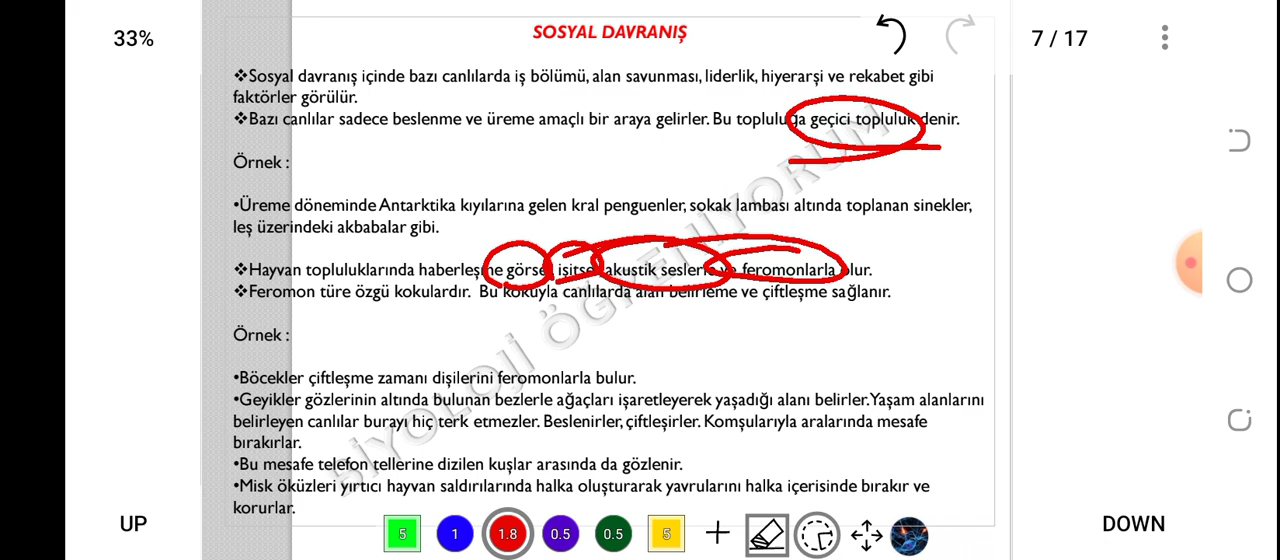 33%
SOSYAL DAVRANIŞ
7 / 17
❖Sosyal davranış içinde bazı canlılarda iş bölümü, alan savunması, liderlik, hiyerarşi ve rekabet gibi
faktörler görülür.
❖Bazı canlılar sadece beslenme ve üreme amaçlı bir araya gelirler. Bu topluluğa geçici topluluk denir.
Örnek :
•Üreme döneminde Antarktika kıyılarına gelen kral penguenler, sokak lambası altında toplanan sinekler,
leş üzerindeki akbabalar gibi.
❖Hayvan topluluklarında haberleşme görsel işitsel akustik seslerle ve feromonlarla olur.
❖Feromon türe özgü kokulardır. Bu kokuyla canlılarda alan belirleme ve çiftleşme sağlanır.
Örnek :
•Böcekler çiftleşme zamanı dişilerini feromonlarla bulur.
•Geyikler gözlerinin altında bulunan bezlerle ağaçları işaretleyerek yaşadığı alanı belirler.Yaşam alanlarını
belirleyen canlılar burayı hiç terk etmezler. Beslenirler, çiftleşirler. Komşularıyla aralarında mesafe
bırakırlar.
•Bu mesafe telefon tellerine dizilen kuşlar arasında da gözlenir.
•Misk öküzleri yırtıcı hayvan saldırılarında halka oluşturarak yavrularını halka içerisinde bırakır ve
korurlar.
BİYOLOJİ ÖĞRENİYORUM
UP
5 1 1.8 0.5 0.5 5
DOWN